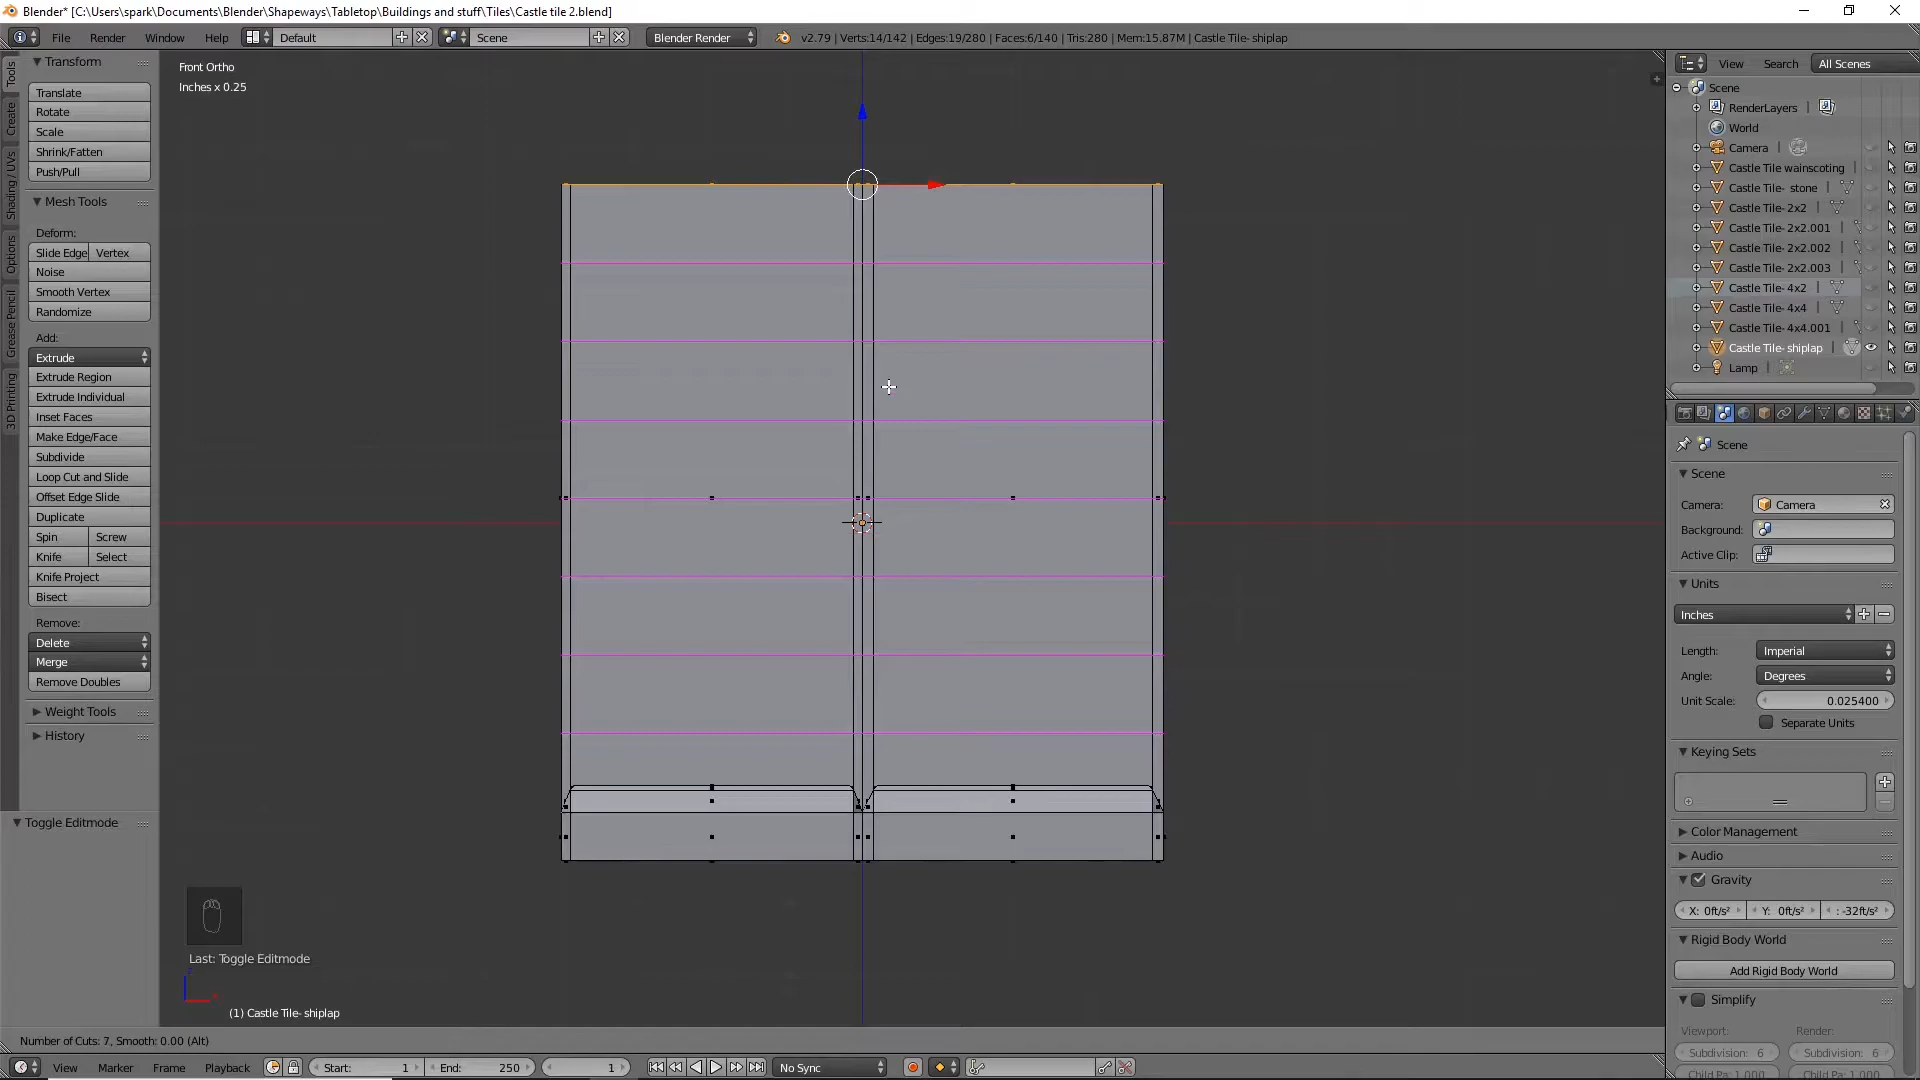 Blender* [C:\Users\spark\Documents\Blender\Shapeways\Tabletop\Buildings and stuff\Tiles\Castle tile 2.blend]
File Render Window Help Default Scene Blender Render v2.79 | Verts:14/142 | Edges:19/280 | Faces:6/140 | Tris:280 | Mem:15.87M | Castle Tile- shiplap
Tools
Create
Shading / UVs
Options
Grease Pencil
3D Printing
Transform
Translate
Rotate
Scale
Shrink/Fatten
Push/Pull
Mesh Tools
Deform:
Slide Edge Vertex
Noise
Smooth Vertex
Randomize
Add:
Extrude
Extrude Region
Extrude Individual
Inset Faces
Make Edge/Face
Subdivide
Loop Cut and Slide
Offset Edge Slide
Duplicate
Spin Screw
Knife Select
Knife Project
Bisect
Remove:
Delete
Merge
Remove Doubles
Weight Tools
History
Toggle Editmode
Front Ortho
Inches x 0.25
Last: Toggle Editmode
z
x
(1) Castle Tile- shiplap
Number of Cuts: 7, Smooth: 0.00 (Alt)
View Marker Frame Playback Start: 1 End: 250 1 No Sync
View Search All Scenes
Scene
RenderLayers |
World
Camera |
Castle Tile wainscoting
Castle Tile- stone |
Castle Tile- 2x2 |
Castle Tile- 2x2.001 |
Castle Tile- 2x2.002 |
Castle Tile- 2x2.003 |
Castle Tile- 4x2 |
Castle Tile- 4x4 |
Castle Tile- 4x4.001 |
Castle Tile- shiplap |
Lamp |
Scene
Scene
Camera: Camera
Background:
Active Clip:
Units
Inches
Length: Imperial
Angle: Degrees
Unit Scale: 0.025400
Separate Units
Keying Sets
Color Management
Audio
Gravity
X: 0ft/s² Y: 0ft/s² : -32ft/s²
Rigid Body World
Add Rigid Body World
Simplify
Viewport: Render:
Subdivision: 6 Subdivision: 6